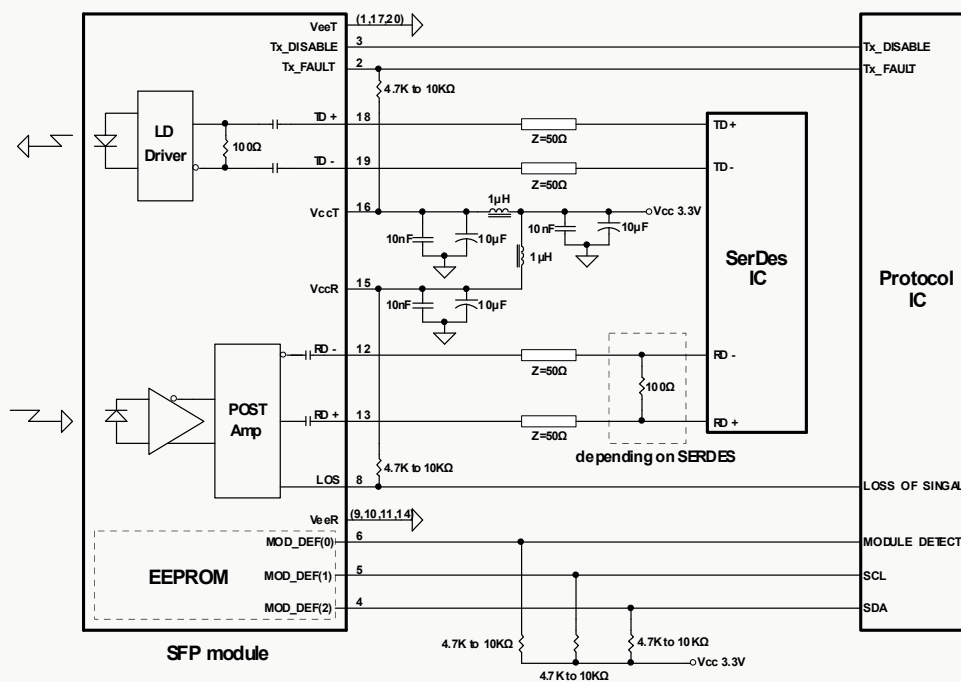 VeeT (1,17,20)
Tx_DISABLE 3 Tx_DISABLE
Tx_FAULT 2 Tx_FAULT
4.7K to 10KΩ
LD
Driver
100Ω
TD + 18 Z=50Ω TD +
TD - 19 Z=50Ω TD -
1µH
VccT 16 Vcc 3.3V
10nF 10µF 10nF 10µF
1µH
VccR 15
10nF 10µF
SerDes
IC
Protocol
IC
RD - 12 Z=50Ω RD -
100Ω
POST
Amp
RD + 13 Z=50Ω RD +
depending on SERDES
4.7K to 10KΩ
LOS 8 LOSS OF SINGAL
VeeR (9,10,11,14)
MOD_DEF(0) 6 MODULE DETECT
EEPROM
MOD_DEF(1) 5 SCL
MOD_DEF(2) 4 SDA
4.7K to 10KΩ 4.7K to 10KΩ
SFP module
Vcc 3.3V
4.7K to 10KΩ